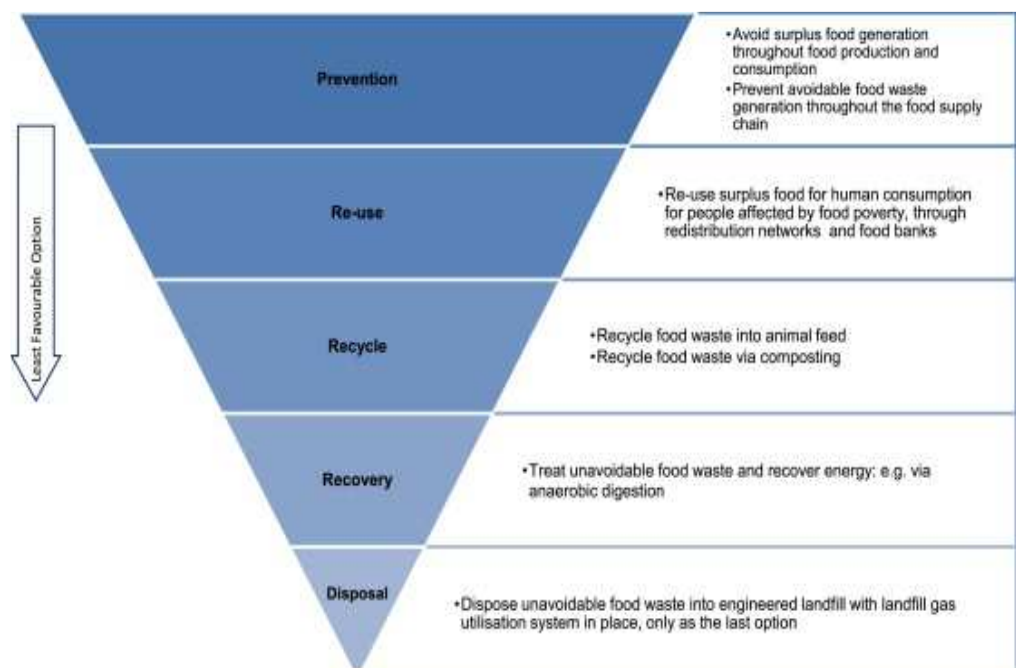 Prevention
•Avoid surplus food generation
throughout food production and
consumption
•Prevent avoidable food waste
generation throughout the food supply
chain
Least Favourable Option
Re-use
•Re-use surplus food for human consumption
for people affected by food poverty, through
redistribution networks and food banks
Recycle
•Recycle food waste into animal feed
•Recycle food waste via composting
Recovery
•Treat unavoidable food waste and recover energy: e.g. via
anaerobic digestion
Disposal
•Dispose unavoidable food waste into engineered landfill with landfill gas
utilisation system in place, only as the last option